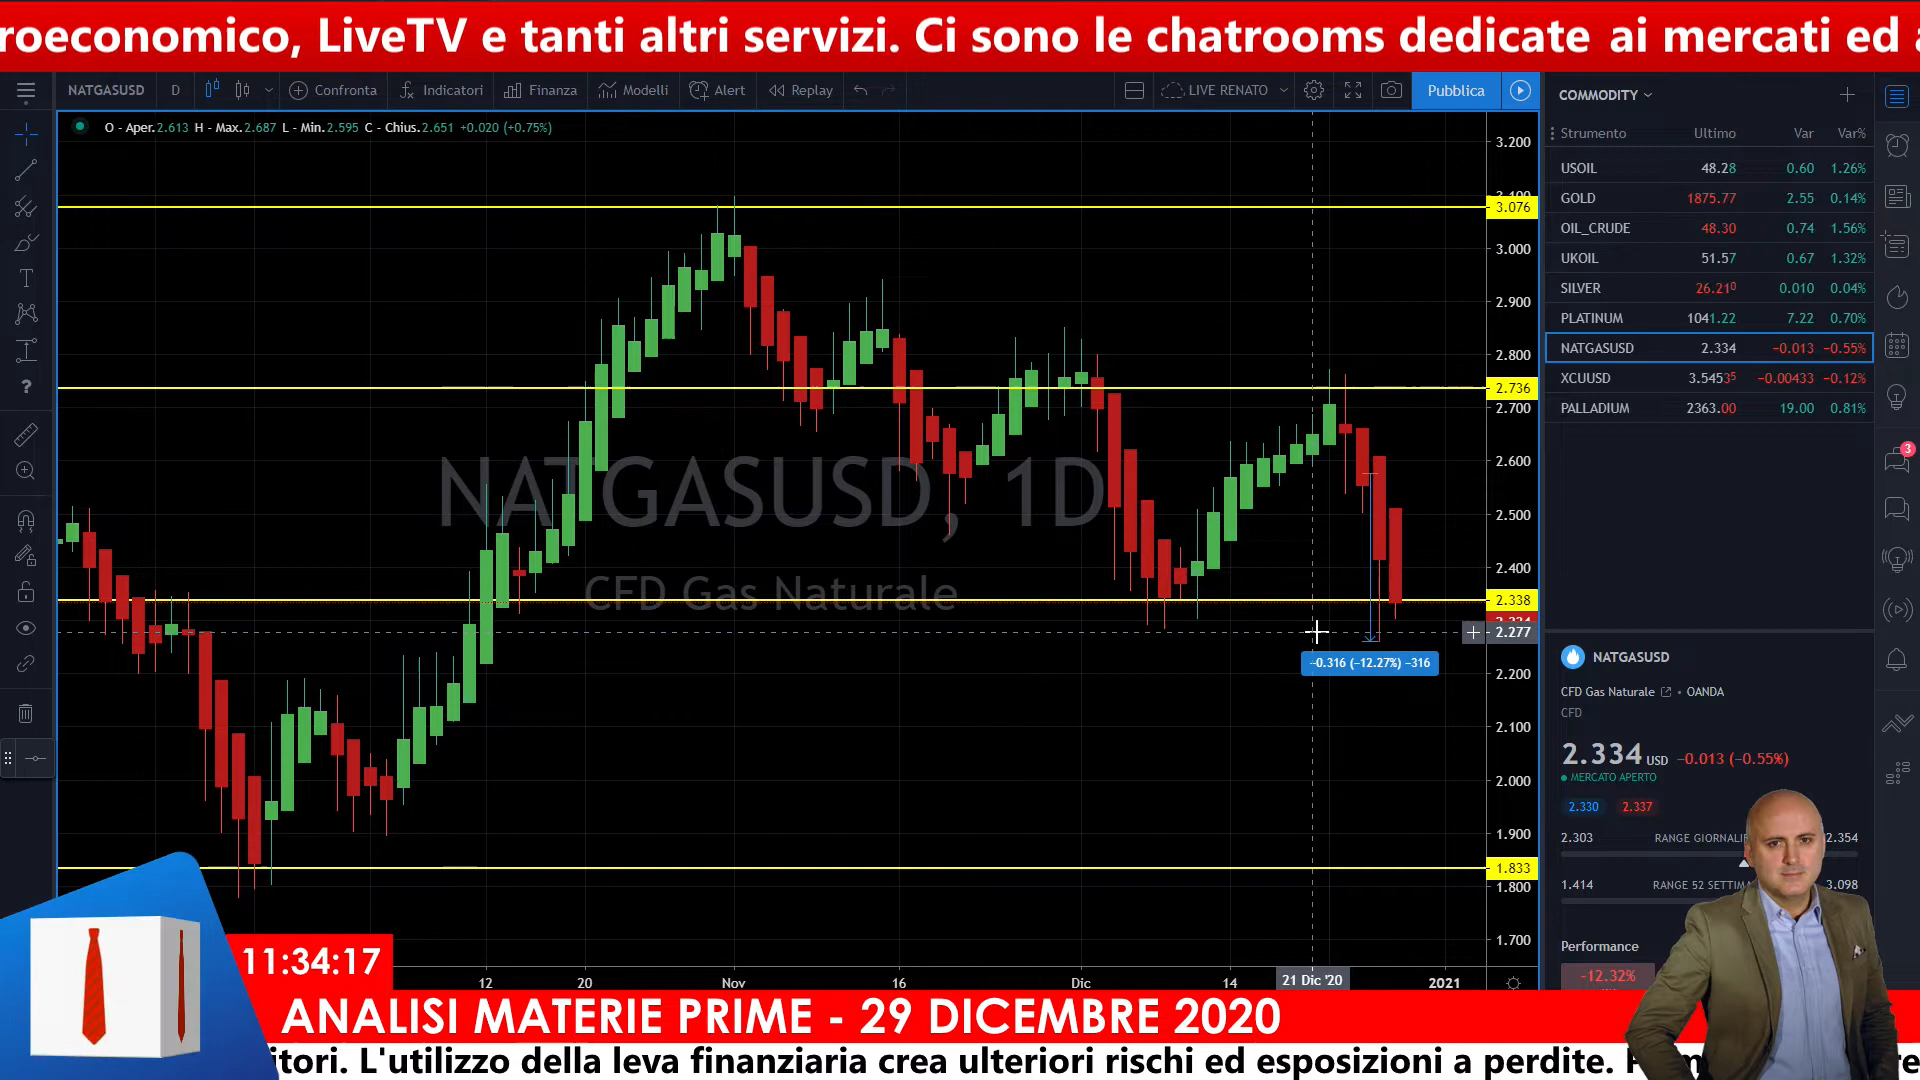 roeconomico, LiveTV e tanti altri servizi. Ci sono le chatrooms dedicate ai mercati ed a
NATGASUSD D Confronta Indicatori Finanza Modelli Alert Replay LIVE RENATO Pubblica
O - Aper.2.613 H - Max.2.687 L - Min.2.595 C - Chius.2.651 +0.020 (+0.75%)
3.200
3.076
3.000
2.900
2.800
2.736
2.700
2.600
2.500
2.400
2.338
2.277
2.200
2.100
2.000
1.900
1.833
1.800
1.700
NATGASUSD, 1D
CFD Gas Naturale
-0.316 (-12.27%) -316
12 20 Nov 16 Dic 14 21 Dic '20 2021
COMMODITY
Strumento Ultimo Var Var%
USOIL 48.28 0.60 1.26%
GOLD 1875.77 2.55 0.14%
OIL_CRUDE 48.30 0.74 1.56%
UKOIL 51.57 0.67 1.32%
SILVER 26.210 0.010 0.04%
PLATINUM 1041.22 7.22 0.70%
NATGASUSD 2.334 −0.013 −0.55%
XCUUSD 3.54535 −0.00433 −0.12%
PALLADIUM 2363.00 19.00 0.81%
3
NATGASUSD
CFD Gas Naturale • OANDA
CFD
2.334 USD −0.013 (−0.55%)
MERCATO APERTO
2.330 2.337
2.303 RANGE GIORNALI 2.354
1.414 RANGE 52 SETTIM 3.098
Performance
-12.32%
11:34:17
ANALISI MATERIE PRIME - 29 DICEMBRE 2020
itori. L'utilizzo della leva finanziaria crea ulteriori rischi ed esposizioni a perdite.